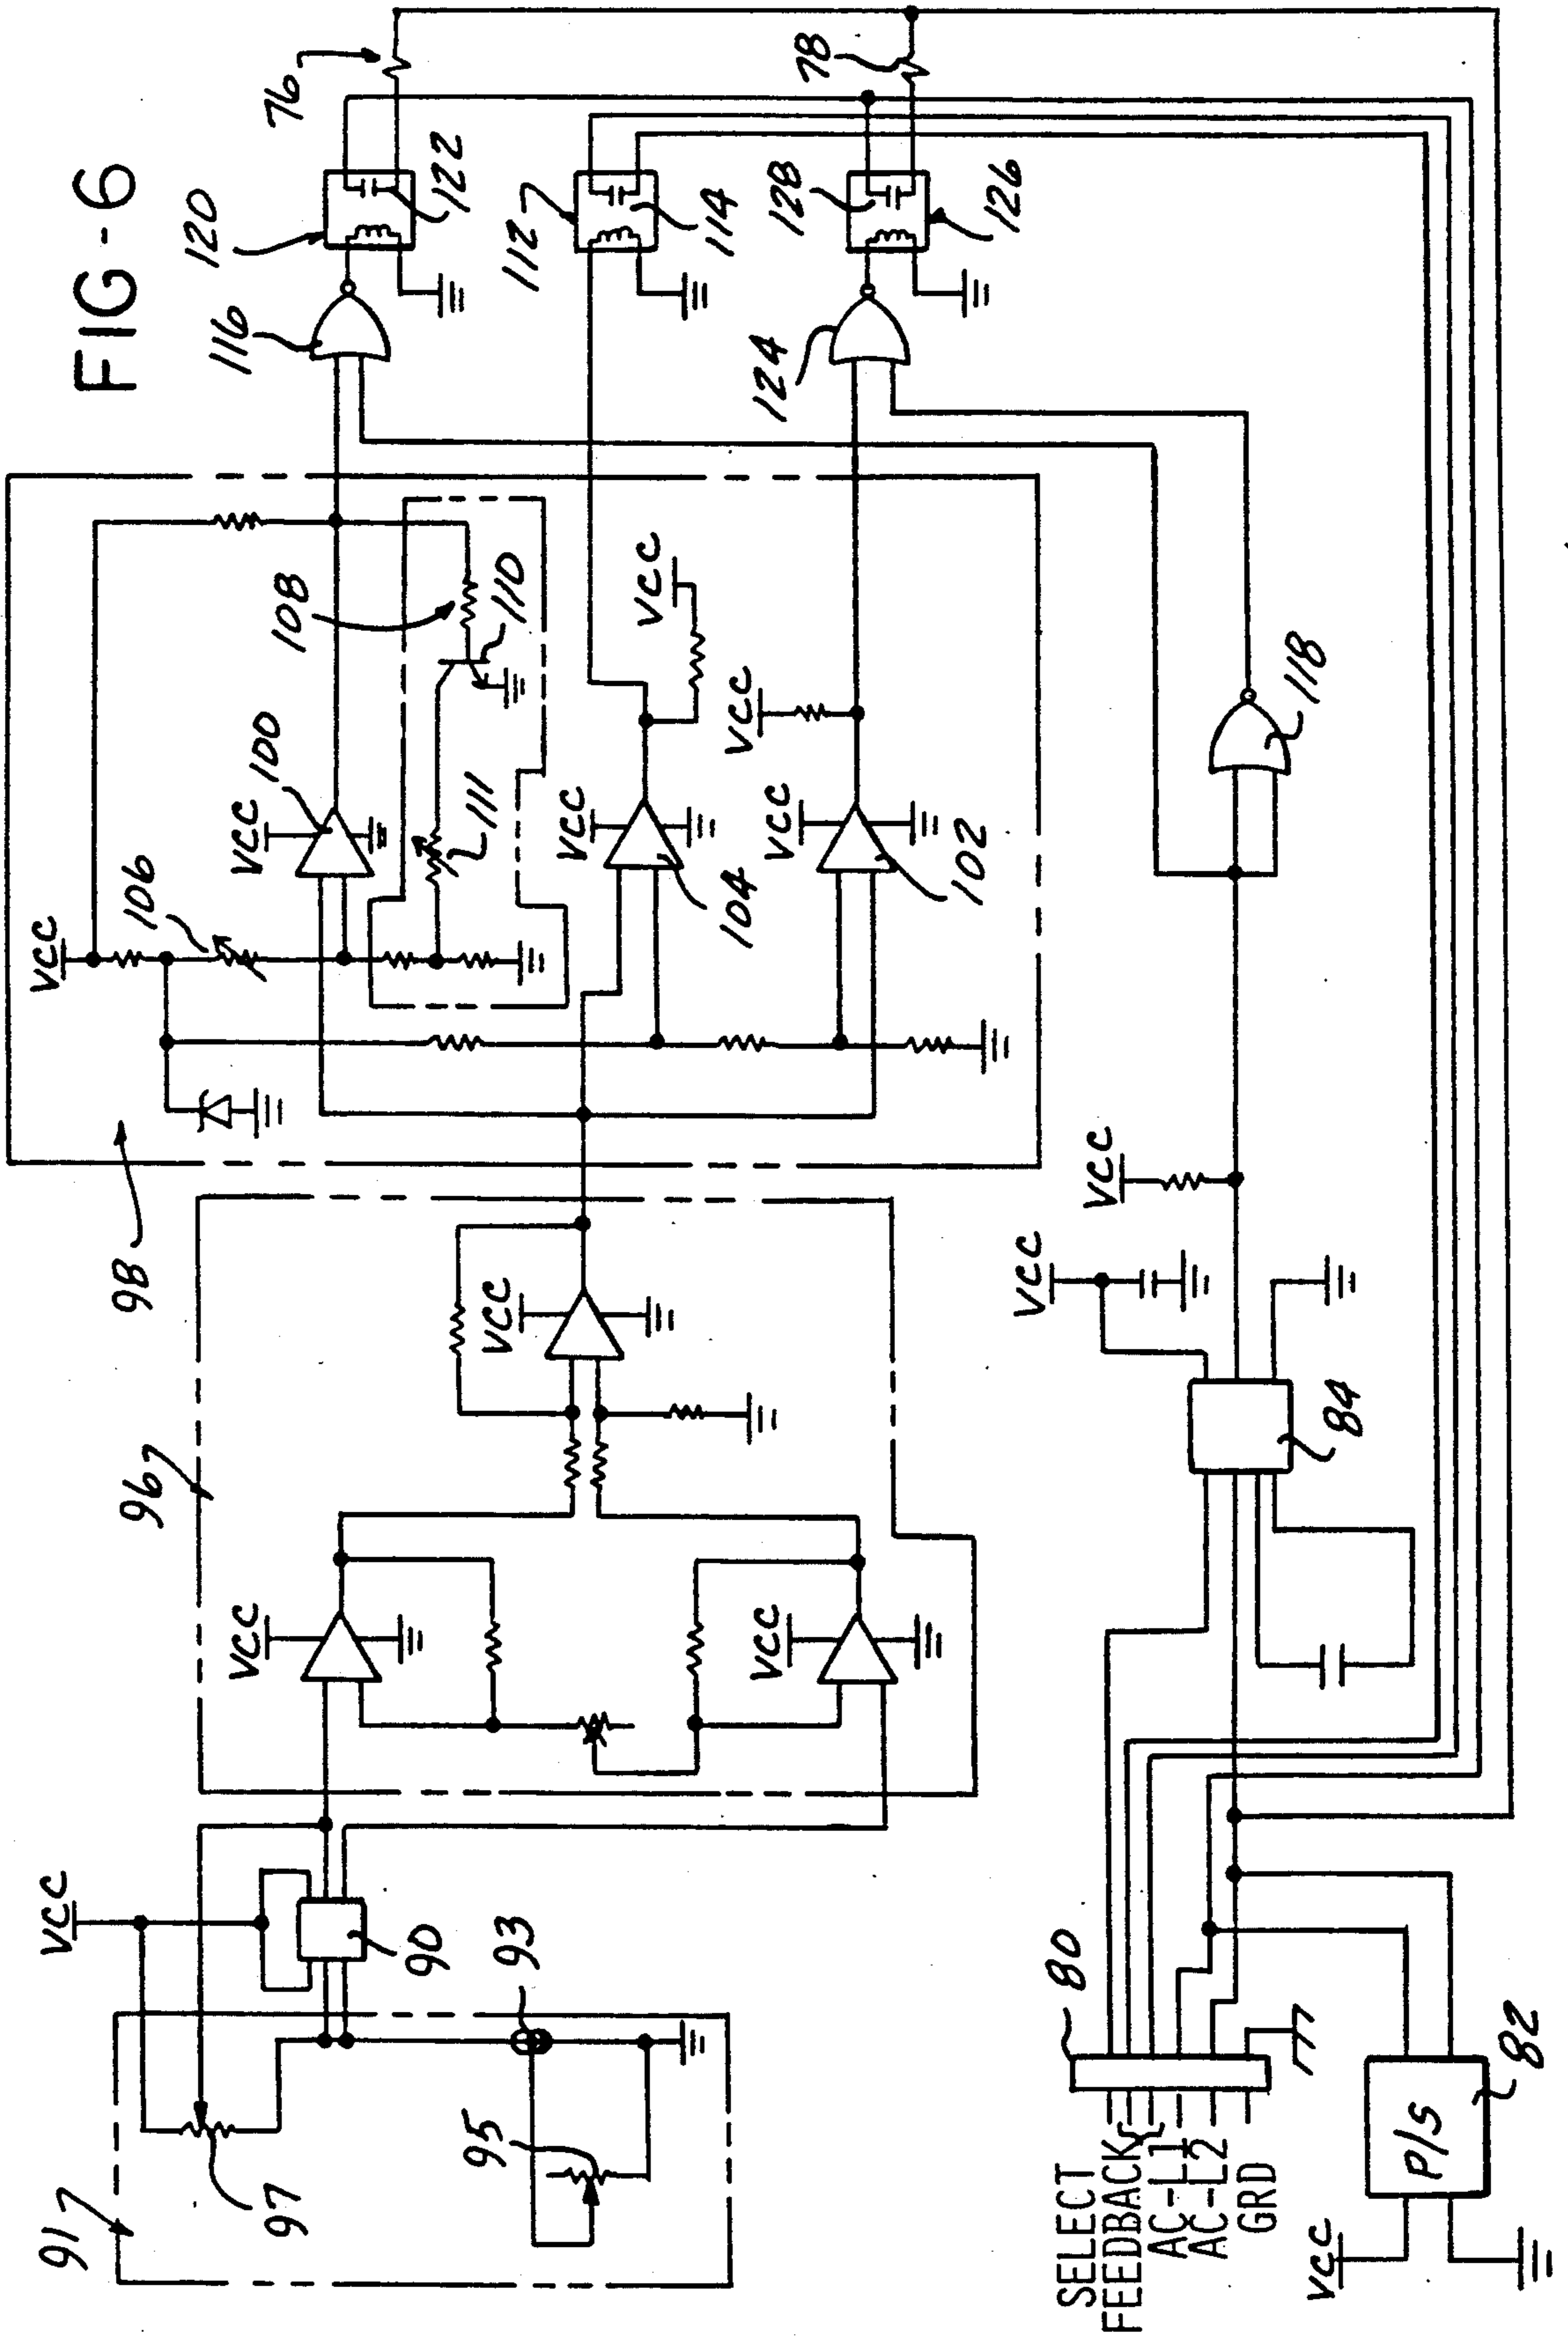 FIG-6
76
120
122
116
112
114
78
128
126
124
108
110
VCC
VCC
100
VCC
106
111
VCC
104
VCC
VCC
102
118
98
VCC
VCC
VCC
96
84
VCC
VCC
VCC
90
93
95
97
91
80
SELECT
FEEDBACK
AC-L1
AC-L2
GRD
P/S
82
VCC